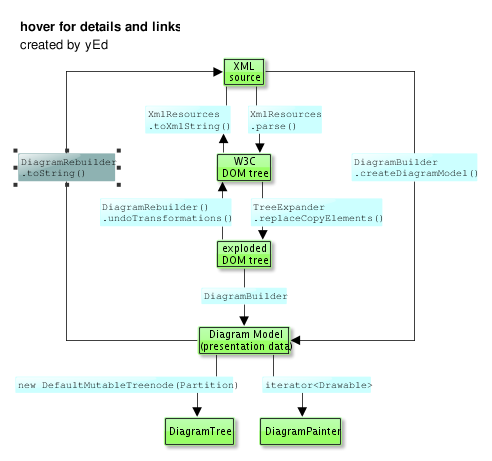 hover for details and links
created by yEd
XML
source
XmlResources
.toXmlString()
XmlResources
.parse()
DiagramRebuilder
.toString()
W3C
DOM tree
DiagramBuilder
.createDiagramModel()
DiagramRebuilder()
.undoTransformations()
TreeExpander
.replaceCopyElements()
exploded
DOM tree
DiagramBuilder
Diagram Model
(presentation data)
new DefaultMutableTreenode(Partition)
iterator<Drawable>
DiagramTree
DiagramPainter